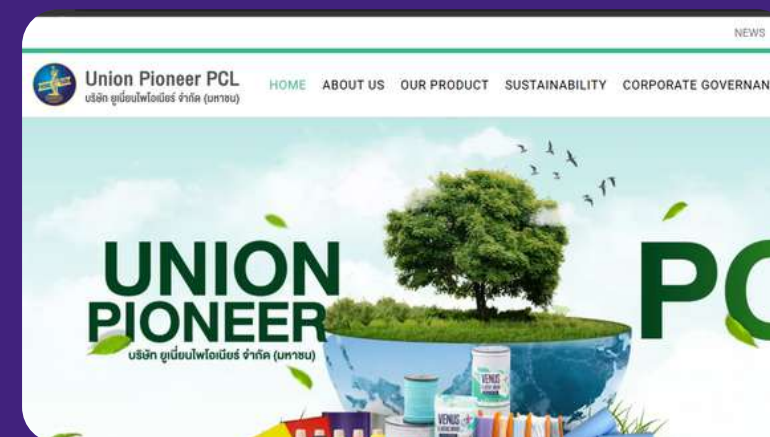 NEWS
Union Pioneer PCL
บริษัท ยูเนี่ยนไพโอเนียร์ จำกัด (มหาชน)
HOME ABOUT US OUR PRODUCT SUSTAINABILITY CORPORATE GOVERNAN
UNION
PIONEER
บริษัท ยูเนี่ยนไพโอเนียร์ จำกัด (มหาชน)
PC
VENUS
VENUS